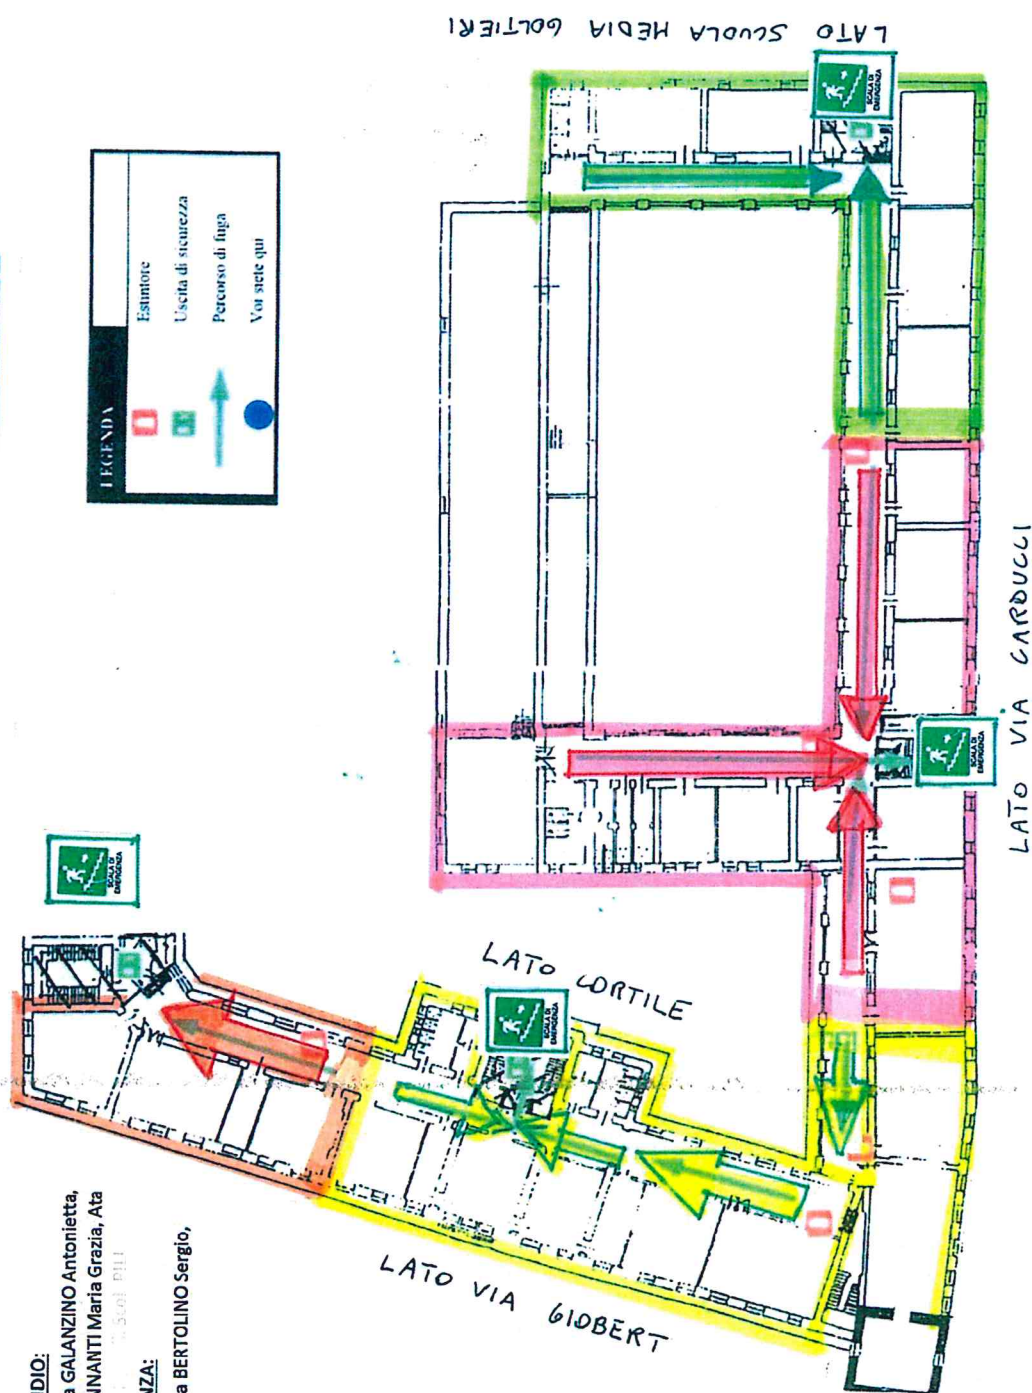 LATO SCUOLA MEDIA GOLTIERI
SCALA DI
EMERGENZA
LEGENDA
Estintore
Uscita di sicurezza
Percorso di fuga
Voi siete qui
LATO VIA CARDUCCI
SCALA DI
EMERGENZA
SCALA DI
EMERGENZA
LATO CORTILE
SCALA DI
EMERGENZA
LATO VIA GIOBERT
NDIO:
a GALANZINO Antonietta,
NNANTI Maria Grazia, Ata
NZA:
a BERTOLINO Sergio,